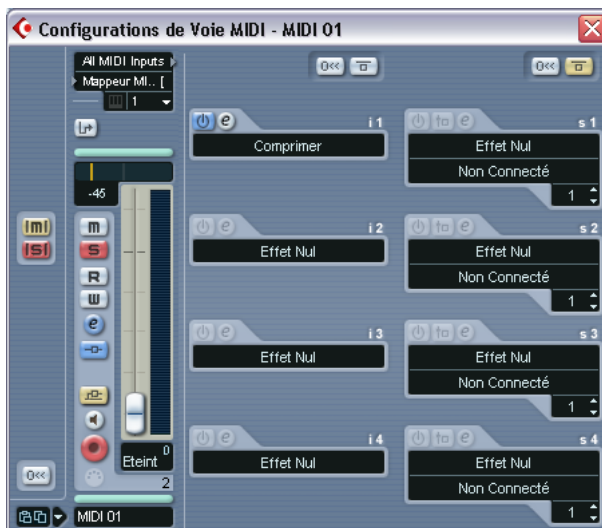 Configurations de Voie MIDI - MIDI 01
All MIDI Inputs
Mappeur MI.. [
1
-45
m
S
R
W
e
0
Eteint
2
MIDI 01
i 1
Comprimer
i 2
Effet Nul
i 3
Effet Nul
i 4
Effet Nul
s 1
Effet Nul
Non Connecté
1
s 2
Effet Nul
Non Connecté
1
s 3
Effet Nul
Non Connecté
1
s 4
Effet Nul
Non Connecté
1